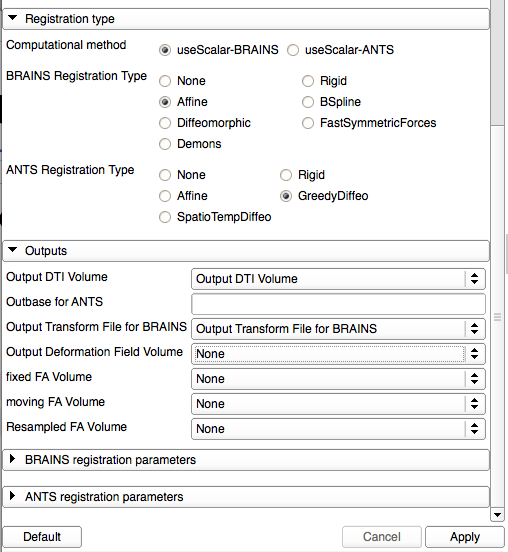 Registration type
Computational method useScalar-BRAINS useScalar-ANTS
BRAINS Registration Type None Rigid
Affine BSpline
Diffeomorphic FastSymmetricForces
Demons
ANTS Registration Type None Rigid
Affine GreedyDiffeo
SpatioTempDiffeo
Outputs
Output DTI Volume Output DTI Volume
Outbase for ANTS
Output Transform File for BRAINS Output Transform File for BRAINS
Output Deformation Field Volume None
fixed FA Volume None
moving FA Volume None
Resampled FA Volume None
BRAINS registration parameters
ANTS registration parameters
Default Cancel Apply